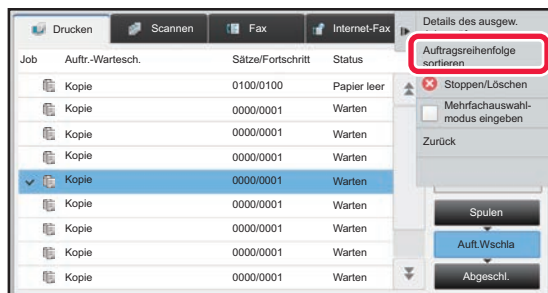 Drucken
Scannen
Fax
Internet-Fax
Job Auftr.-Wartesch. Sätze/Fortschritt Status
Kopie 0100/0100 Papier leer
Kopie 0000/0001 Warten
Kopie 0000/0001 Warten
Kopie 0000/0001 Warten
Kopie 0000/0001 Warten
Kopie 0000/0001 Warten
Kopie 0000/0001 Warten
Kopie 0000/0001 Warten
Kopie 0000/0001 Warten
Details des ausgew.
Auftragsreihenfolge
sortieren
Stoppen/Löschen
Mehrfachauswahl-
modus eingeben
Zurück
Spulen
Auft.Wschla
Abgeschl.